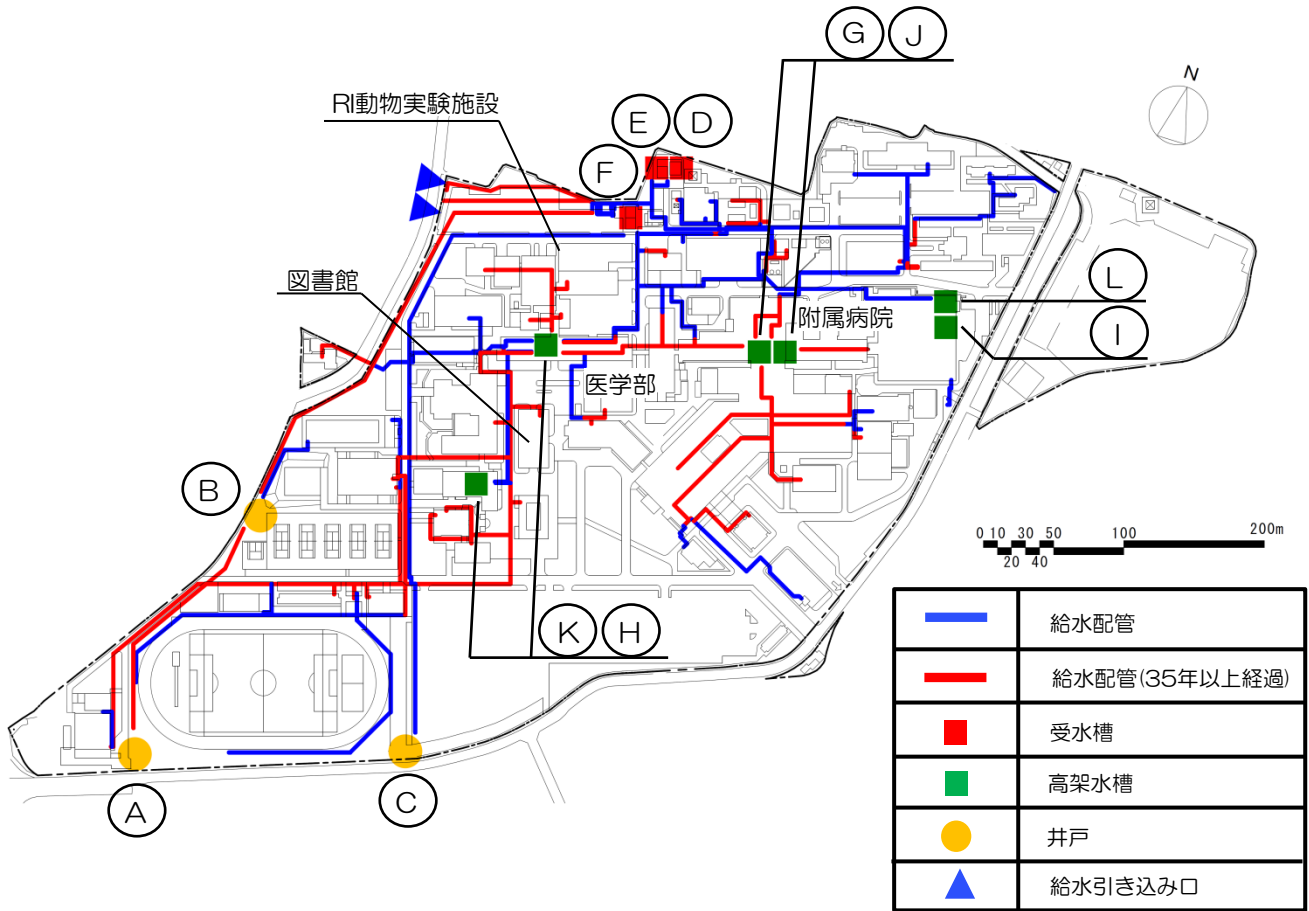 G J
N
RI動物実験施設
E D
F
図書館
L
附属病院
I
医学部
B
0 10 30 50 100 200m
20 40
K H
A
C
給水配管
給水配管(35年以上経過)
受水槽
高架水槽
井戸
給水引き込み口